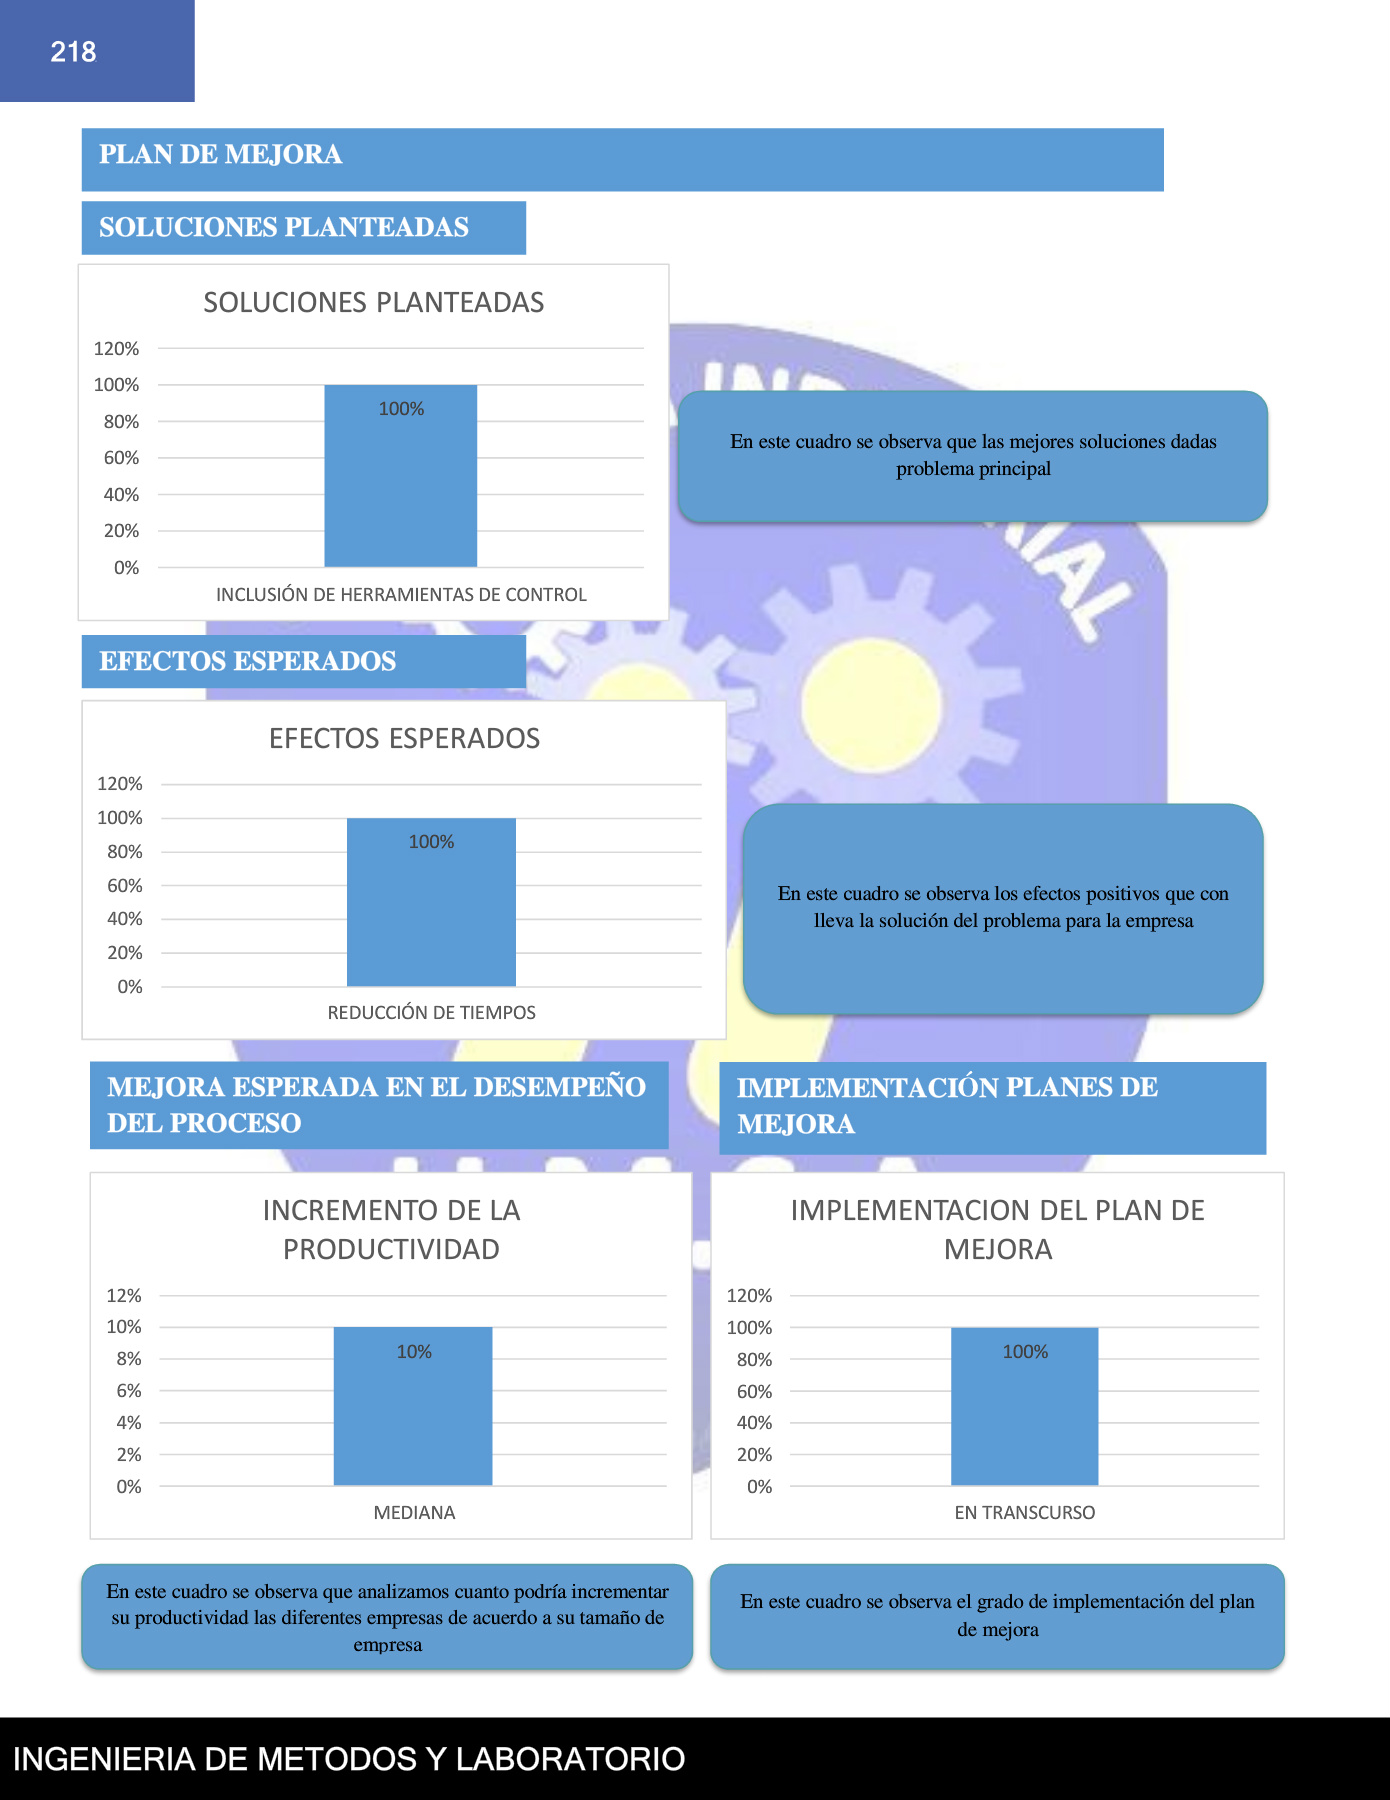 218
PLAN DE MEJORA
SOLUCIONES PLANTEADAS
SOLUCIONES PLANTEADAS
120%
100%
80%
60%
40%
20%
0%
100%
INCLUSIÓN DE HERRAMIENTAS DE CONTROL
En este cuadro se observa que las mejores soluciones dadas
problema principal
EFECTOS ESPERADOS
EFECTOS ESPERADOS
120%
100%
80%
60%
40%
20%
0%
100%
REDUCCIÓN DE TIEMPOS
En este cuadro se observa los efectos positivos que con
lleva la solución del problema para la empresa
MEJORA ESPERADA EN EL DESEMPEÑO
DEL PROCESO
INCREMENTO DE LA
PRODUCTIVIDAD
12%
10%
8%
6%
4%
2%
0%
10%
MEDIANA
En este cuadro se observa que analizamos cuanto podría incrementar
su productividad las diferentes empresas de acuerdo a su tamaño de
empresa
IMPLEMENTACIÓN PLANES DE
MEJORA
IMPLEMENTACION DEL PLAN DE
MEJORA
120%
100%
80%
60%
40%
20%
0%
100%
EN TRANSCURSO
En este cuadro se observa el grado de implementación del plan
de mejora
INGENIERIA DE METODOS Y LABORATORIO